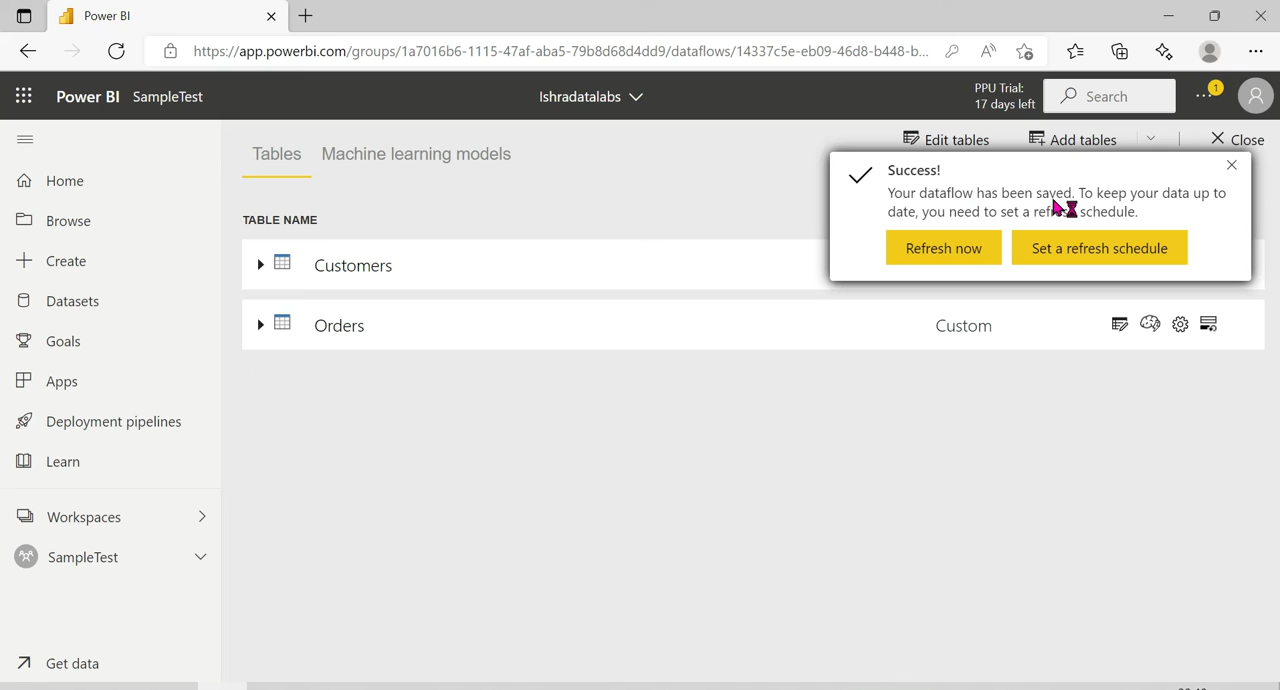 Power BI
https://app.powerbi.com/groups/1a7016b6-1115-47af-aba5-79b8d68d4dd9/dataflows/14337c5e-eb09-46d8-b448-b...
Power BI SampleTest
Ishradatalabs
PPU Trial:
17 days left
Search
1
Home
Browse
Create
Datasets
Goals
Apps
Deployment pipelines
Learn
Workspaces
SampleTest
Get data
Tables Machine learning models
Edit tables Add tables Close
TABLE NAME
Customers
Orders Custom
Success!
Your dataflow has been saved. To keep your data up to
date, you need to set a refresh schedule.
Refresh now Set a refresh schedule